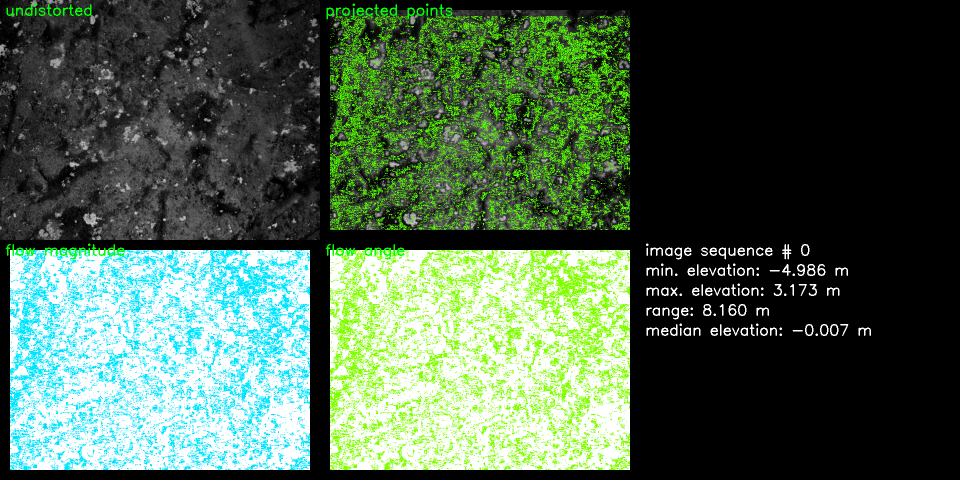 undistorted
projected points
flow magnitude
flow angle
image sequence # 0
min. elevation: −4.986 m
max. elevation: 3.173 m
range: 8.160 m
median elevation: −0.007 m